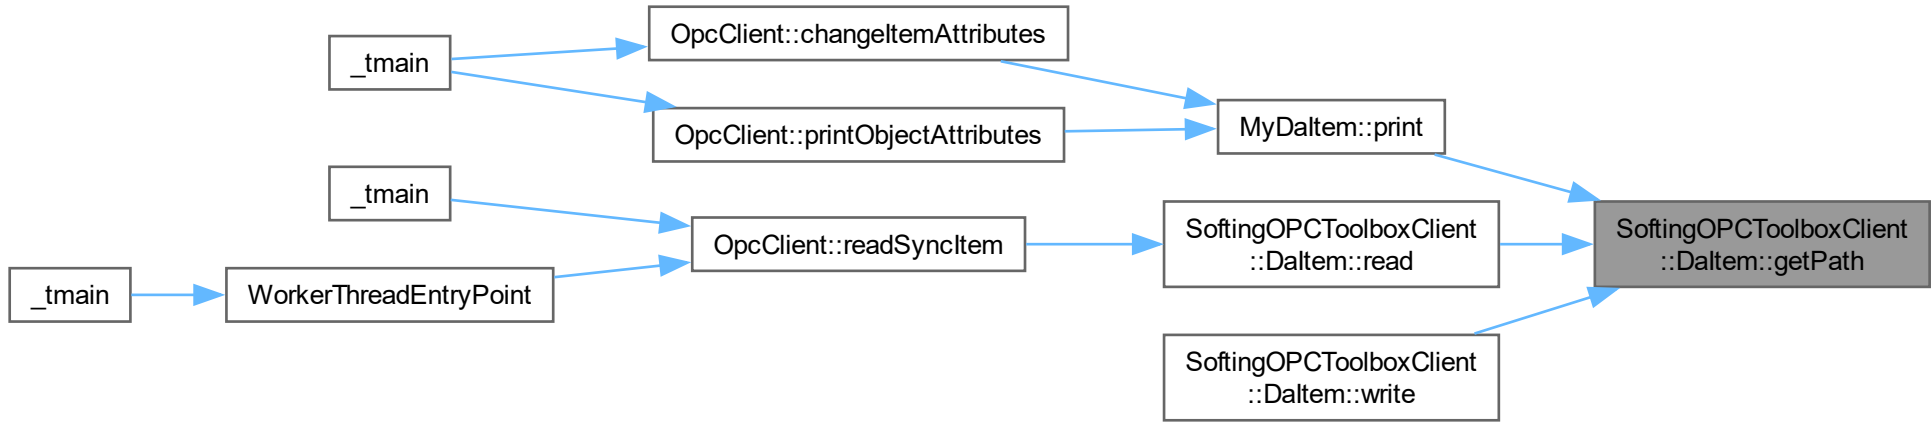 OpcClient::changeItemAttributes
_tmain
OpcClient::printObjectAttributes
MyDaItem::print
_tmain
SoftingOPCToolboxClient
::DaItem::read
SoftingOPCToolboxClient
::DaItem::getPath
OpcClient::readSyncItem
_tmain
WorkerThreadEntryPoint
SoftingOPCToolboxClient
::DaItem::write